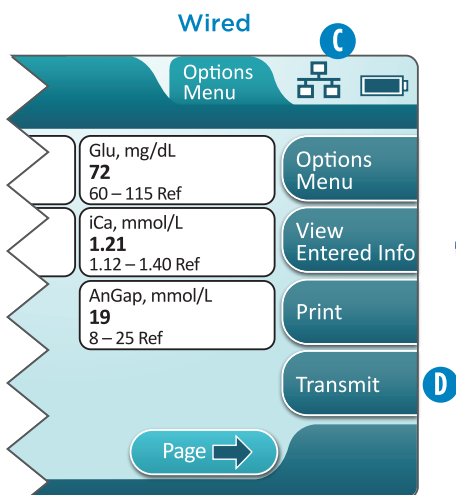 Wired
C
Options
Menu
Glu, mg/dL
72
60 – 115 Ref
iCa, mmol/L
1.21
1.12 – 1.40 Ref
AnGap, mmol/L
19
8 – 25 Ref
Options
Menu
View
Entered Info
Print
Transmit
D
Page